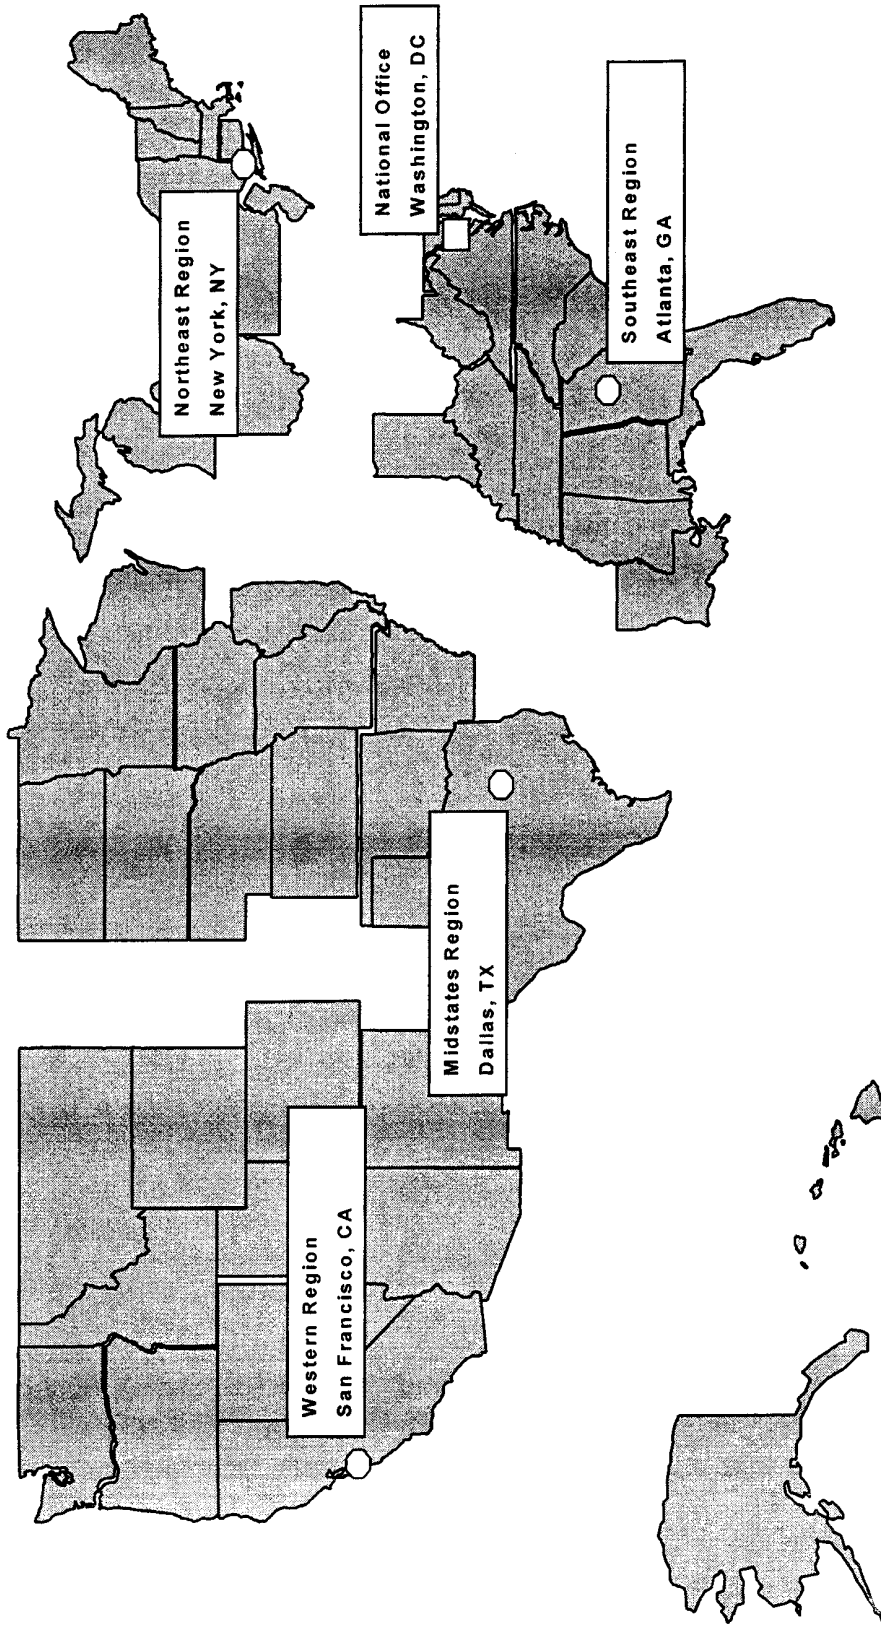 Northeast Region
New York, NY
National Office
Washington, DC
Western Region
San Francisco, CA
Midstates Region
Dallas, TX
Southeast Region
Atlanta, GA